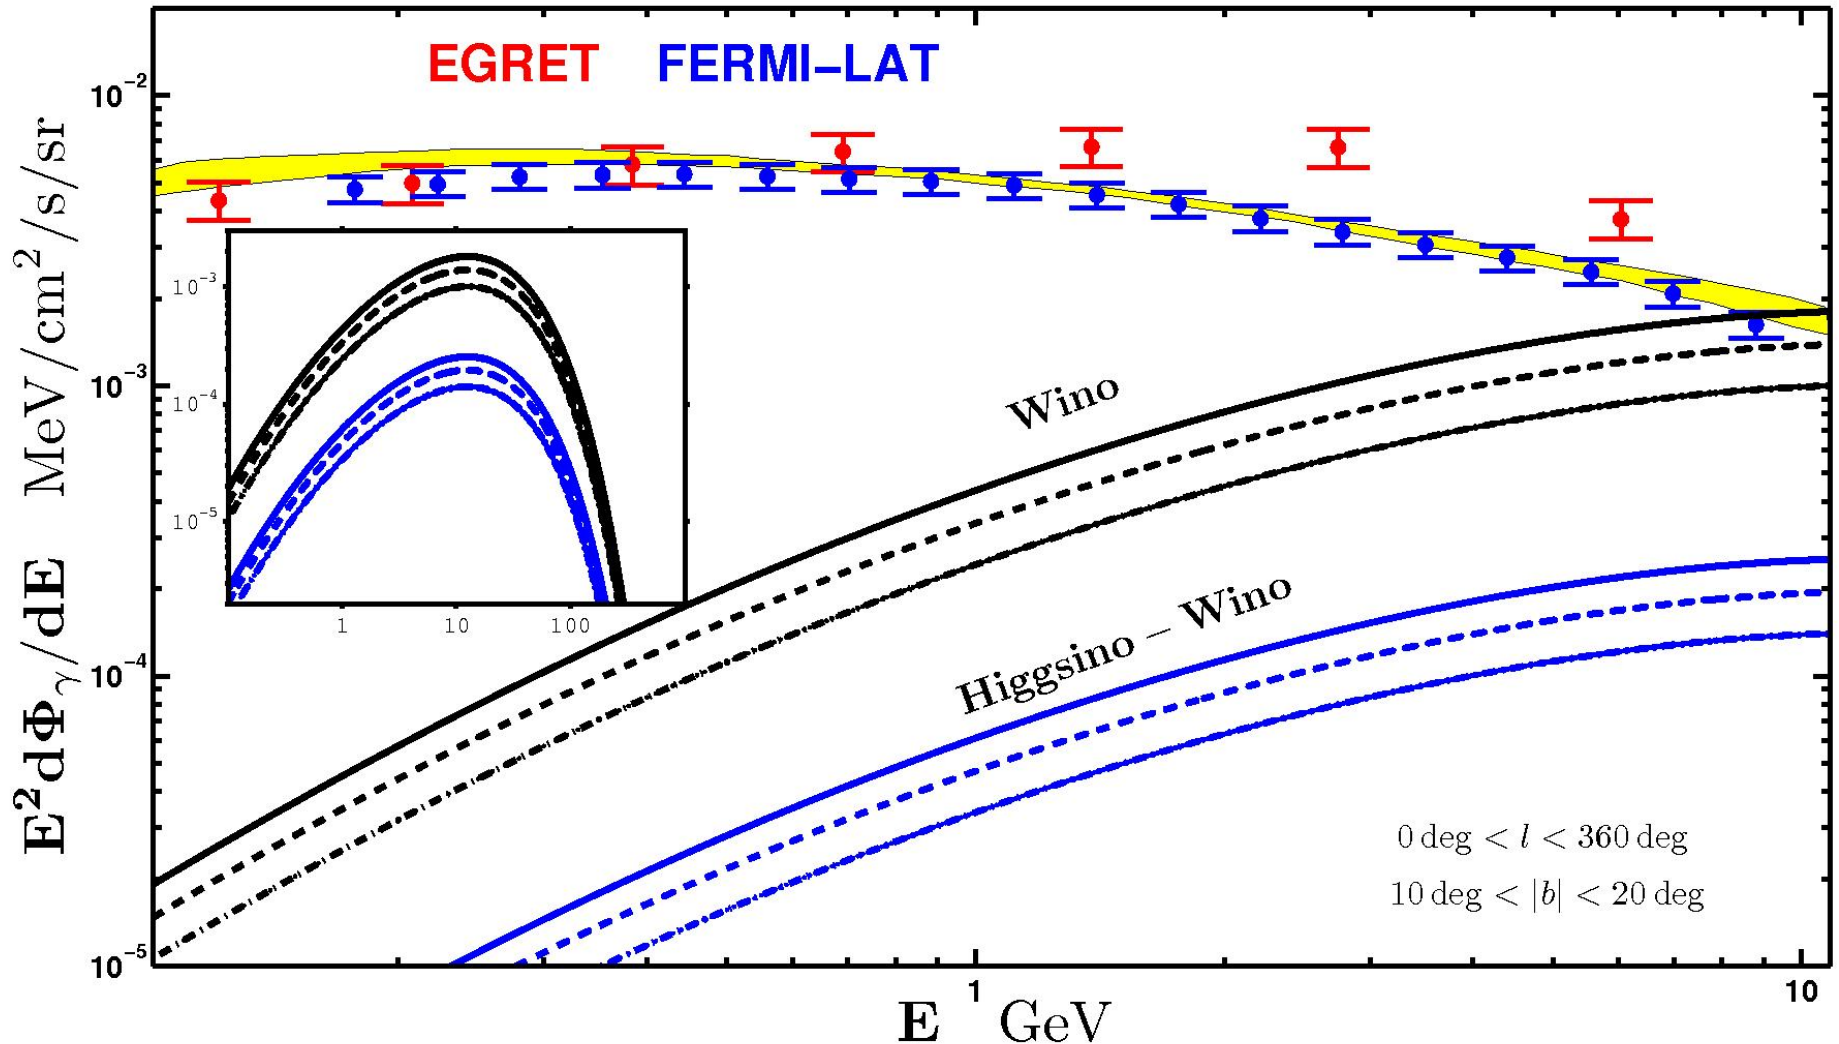 EGRET FERMI–LAT
10⁻²
10⁻³
10⁻⁴
10⁻⁵
E²dΦγ/dE MeV/cm²/s/sr
10⁻³
10⁻⁴
10⁻⁵
1 10 100
Wino
Higgsino – Wino
0 deg < l < 360 deg
10 deg < |b| < 20 deg
1 10
E GeV